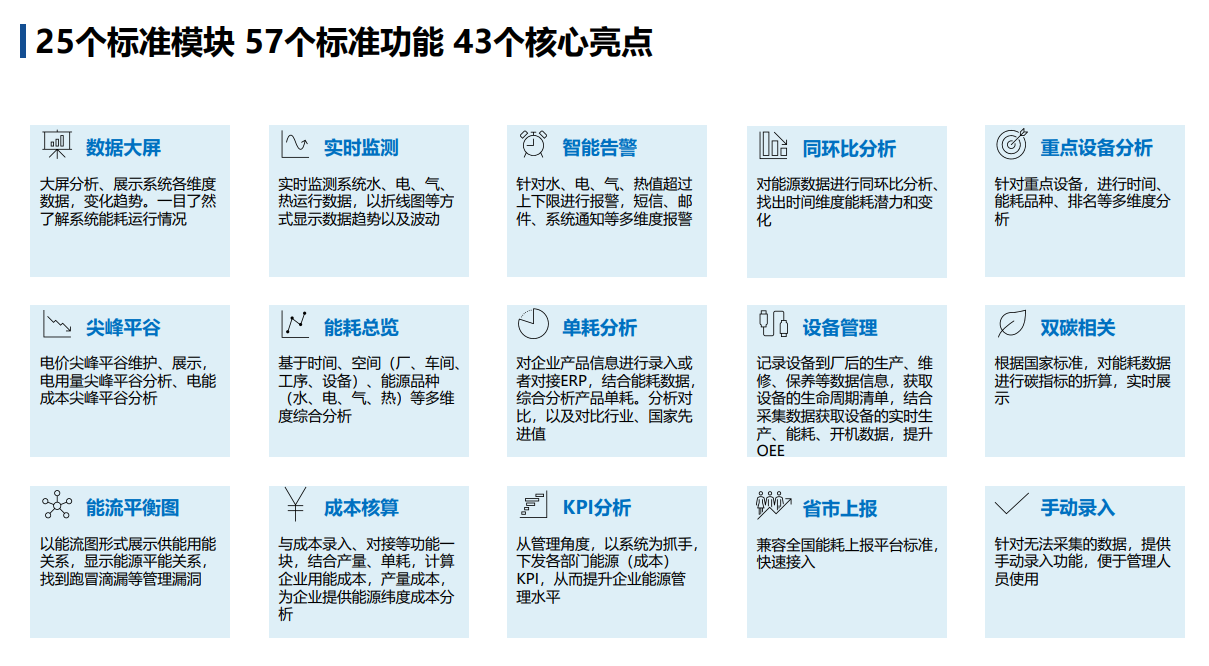 25个标准模块 57个标准功能 43个核心亮点
数据大屏
大屏分析、展示系统各维度
数据，变化趋势。一目了然
了解系统能耗运行情况
实时监测
实时监测系统水、电、气、
热运行数据，以折线图等方
式显示数据趋势以及波动
智能告警
针对水、电、气、热值超过
上下限进行报警，短信、邮
件、系统通知等多维度报警
同环比分析
对能源数据进行同环比分析、
找出时间维度能耗潜力和变
化
重点设备分析
针对重点设备，进行时间、
能耗品种、排名等多维度分
析
尖峰平谷
电价尖峰平谷维护、展示，
电用量尖峰平谷分析、电能
成本尖峰平谷分析
能耗总览
基于时间、空间（厂、车间、
工序、设备）、能源品种
（水、电、气、热）等多维
度综合分析
单耗分析
对企业产品信息进行录入或
者对接ERP，结合能耗数据，
综合分析产品单耗。分析对
比，以及对比行业、国家先
进值
设备管理
记录设备到厂后的生产、维
修、保养等数据信息，获取
设备的生命周期清单，结合
采集数据获取设备的实时生
产、能耗、开机数据，提升
OEE
双碳相关
根据国家标准，对能耗数据
进行碳指标的折算，实时展
示
能流平衡图
以能流图形式展示供能用能
关系，显示能源平能关系，
找到跑冒滴漏等管理漏洞
成本核算
与成本录入、对接等功能一
块，结合产量、单耗，计算
企业用能成本，产量成本，
为企业提供能源纬度成本分
析
KPI分析
从管理角度，以系统为抓手，
下发各部门能源（成本）
KPI，从而提升企业能源管
理水平
省市上报
兼容全国能耗上报平台标准，
快速接入
手动录入
针对无法采集的数据，提供
手动录入功能，便于管理人
员使用